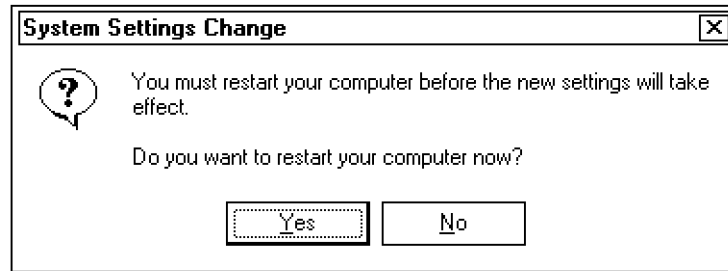 System Settings Change
You must restart your computer before the new settings will take
effect.
Do you want to restart your computer now?
Yes
No